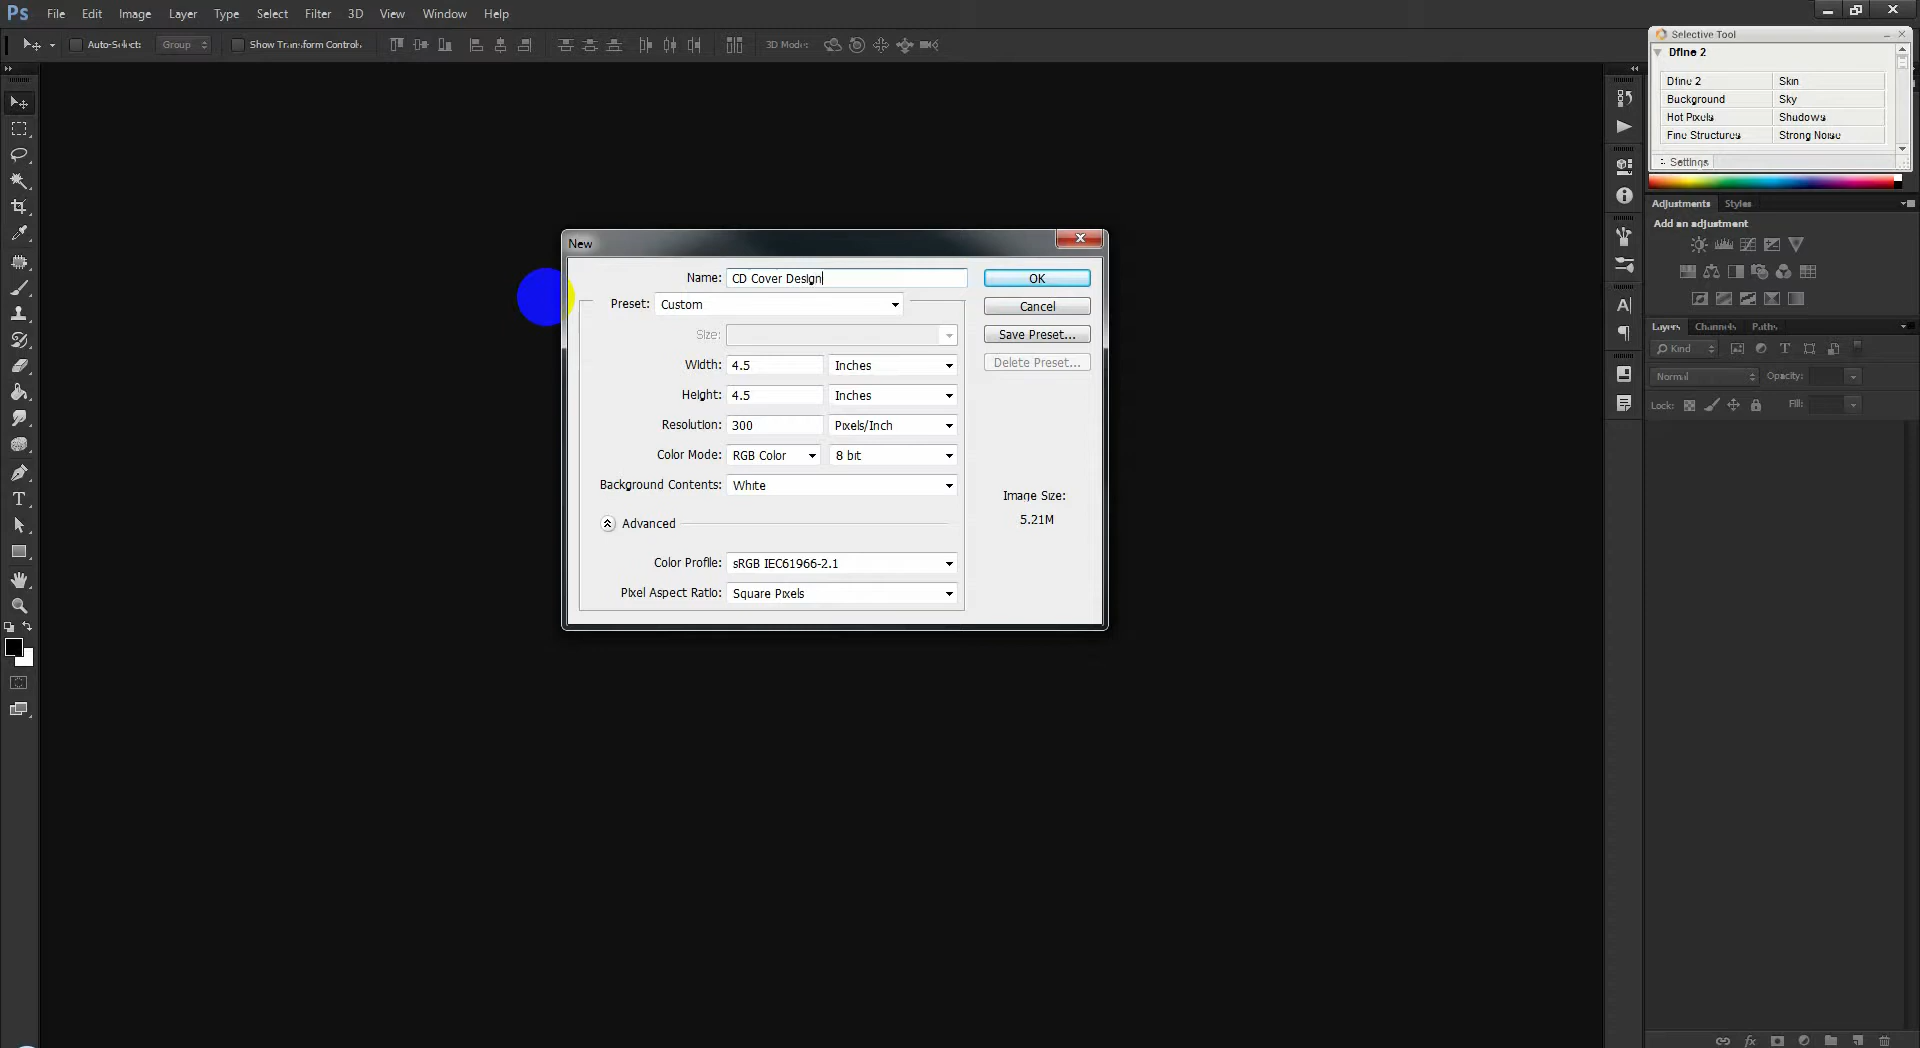 Ps File Edit Image Layer Type Select Filter 3D View Window Help
Auto-Select: Group Show Transform Controls 3D Mode:
Selective Tool
Dfine 2
Dfine 2 Skin
Background Sky
Hot Pixels Shadows
Fine Structures Strong Noise
Settings
Adjustments Styles
Add an adjustment
Layers Channels Paths
Kind
Normal Opacity:
Lock: Fill:
New
Name: CD Cover Design
OK
Preset: Custom
Cancel
Size:
Save Preset...
Width: 4.5 Inches
Delete Preset...
Height: 4.5 Inches
Resolution: 300 Pixels/Inch
Color Mode: RGB Color 8 bit
Background Contents: White
Image Size:
5.21M
Advanced
Color Profile: sRGB IEC61966-2.1
Pixel Aspect Ratio: Square Pixels